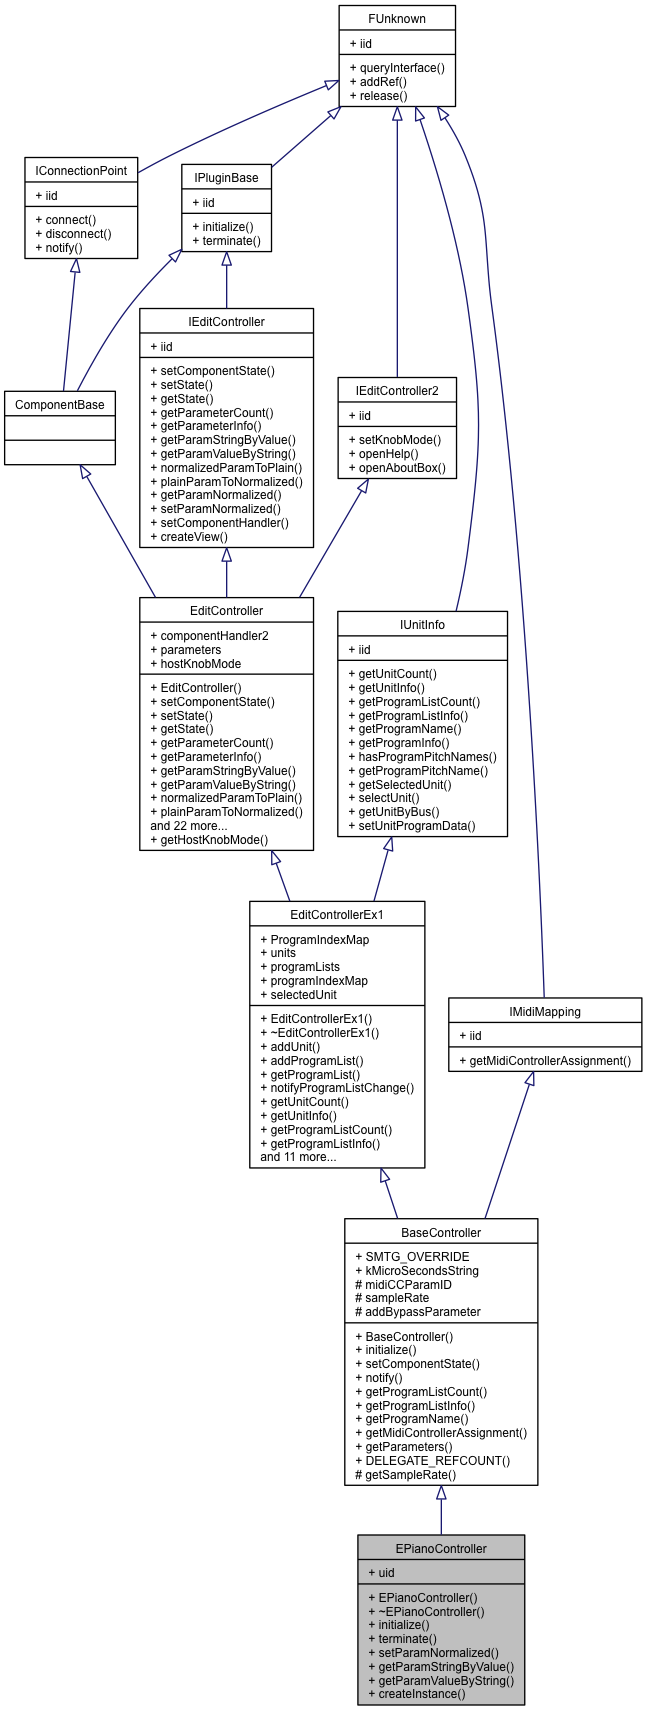 FUnknown
+ iid
+ queryInterface()
+ addRef()
+ release()
IConnectionPoint
+ iid
+ connect()
+ disconnect()
+ notify()
IPluginBase
+ iid
+ initialize()
+ terminate()
IEditController
+ iid
+ setComponentState()
+ setState()
+ getState()
+ getParameterCount()
+ getParameterInfo()
+ getParamStringByValue()
+ getParamValueByString()
+ normalizedParamToPlain()
+ plainParamToNormalized()
+ getParamNormalized()
+ setParamNormalized()
+ setComponentHandler()
+ createView()
IEditController2
+ iid
+ setKnobMode()
+ openHelp()
+ openAboutBox()
ComponentBase
EditController
+ componentHandler2
+ parameters
+ hostKnobMode
+ EditController()
+ setComponentState()
+ setState()
+ getState()
+ getParameterCount()
+ getParameterInfo()
+ getParamStringByValue()
+ getParamValueByString()
+ normalizedParamToPlain()
+ plainParamToNormalized()
and 22 more...
+ getHostKnobMode()
IUnitInfo
+ iid
+ getUnitCount()
+ getUnitInfo()
+ getProgramListCount()
+ getProgramListInfo()
+ getProgramName()
+ getProgramInfo()
+ hasProgramPitchNames()
+ getProgramPitchName()
+ getSelectedUnit()
+ selectUnit()
+ getUnitByBus()
+ setUnitProgramData()
EditControllerEx1
+ ProgramIndexMap
+ units
+ programLists
+ programIndexMap
+ selectedUnit
+ EditControllerEx1()
+ ~EditControllerEx1()
+ addUnit()
+ addProgramList()
+ getProgramList()
+ notifyProgramListChange()
+ getUnitCount()
+ getUnitInfo()
+ getProgramListCount()
+ getProgramListInfo()
and 11 more...
IMidiMapping
+ iid
+ getMidiControllerAssignment()
BaseController
+ SMTG_OVERRIDE
+ kMicroSecondsString
# midiCCParamID
# sampleRate
# addBypassParameter
+ BaseController()
+ initialize()
+ setComponentState()
+ notify()
+ getProgramListCount()
+ getProgramListInfo()
+ getProgramName()
+ getMidiControllerAssignment()
+ getParameters()
+ DELEGATE_REFCOUNT()
# getSampleRate()
EPianoController
+ uid
+ EPianoController()
+ ~EPianoController()
+ initialize()
+ terminate()
+ setParamNormalized()
+ getParamStringByValue()
+ getParamValueByString()
+ createInstance()